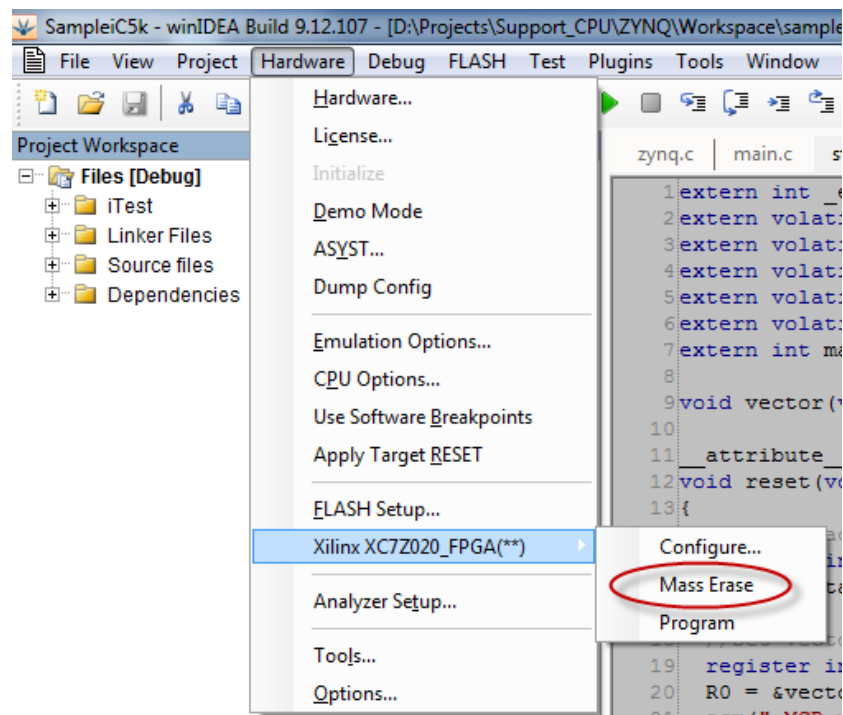 SampleiC5k - winIDEA Build 9.12.107 - [D:\Projects\Support_CPU\ZYNQ\Workspace\sample
File View Project Hardware Debug FLASH Test Plugins Tools Window
Project Workspace
Files [Debug]
iTest
Linker Files
Source files
Dependencies
Hardware...
License...
Initialize
Demo Mode
ASYST...
Dump Config
Emulation Options...
CPU Options...
Use Software Breakpoints
Apply Target RESET
FLASH Setup...
Xilinx XC7Z020_FPGA(**)
Analyzer Setup...
Tools...
Options...
Configure...
Mass Erase
Program
zynq.c main.c
1 extern int _
2 extern volati
3 extern volati
4 extern volati
5 extern volati
6 extern volati
7 extern int ma
8
9 void vector(v
10
11 __attribute_
12 void reset(vo
13 {
19 register in
20 R0 = &vecto